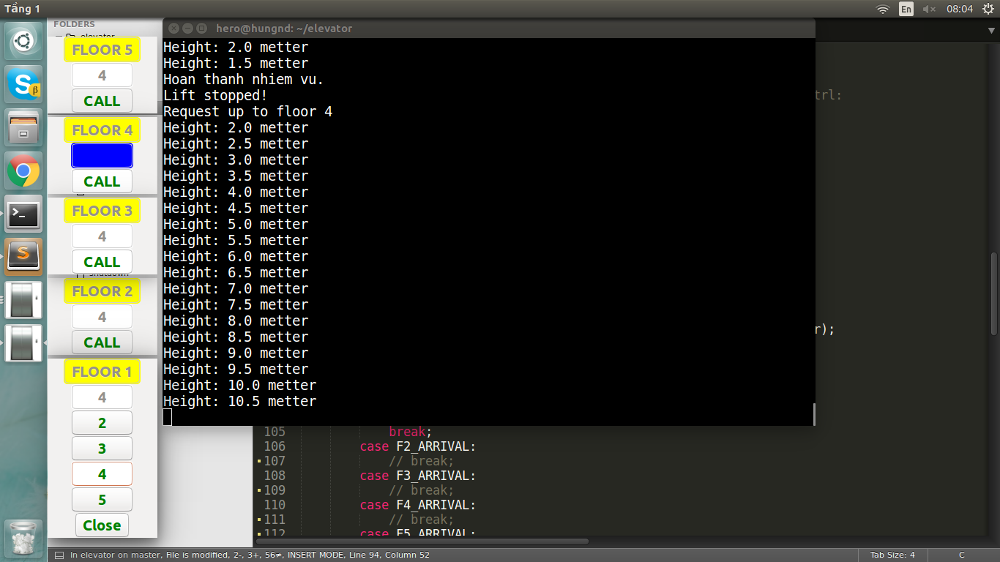 Tầng 1
En
08:04
FOLDERS
elevator
FLOOR 5
4
CALL
FLOOR 4
CALL
FLOOR 3
4
CALL
FLOOR 2
4
CALL
FLOOR 1
4
2
3
4
5
Close
hero@hungnd: ~/elevator
Height: 2.0 metter
Height: 1.5 metter
Hoan thanh nhiem vu.
Lift stopped!
Request up to floor 4
Height: 2.0 metter
Height: 2.5 metter
Height: 3.0 metter
Height: 3.5 metter
Height: 4.0 metter
Height: 4.5 metter
Height: 5.0 metter
Height: 5.5 metter
Height: 6.0 metter
Height: 6.5 metter
Height: 7.0 metter
Height: 7.5 metter
Height: 8.0 metter
Height: 8.5 metter
Height: 9.0 metter
Height: 9.5 metter
Height: 10.0 metter
Height: 10.5 metter
trl:
r);
105 break;
106 case F2_ARRIVAL:
107 // break;
108 case F3_ARRIVAL:
109 // break;
110 case F4_ARRIVAL:
111 // break;
112 case F5_ARRIVAL:
In elevator on master, File is modified, 2-, 3+, 56≠, INSERT MODE, Line 94, Column 52
Tab Size: 4
C